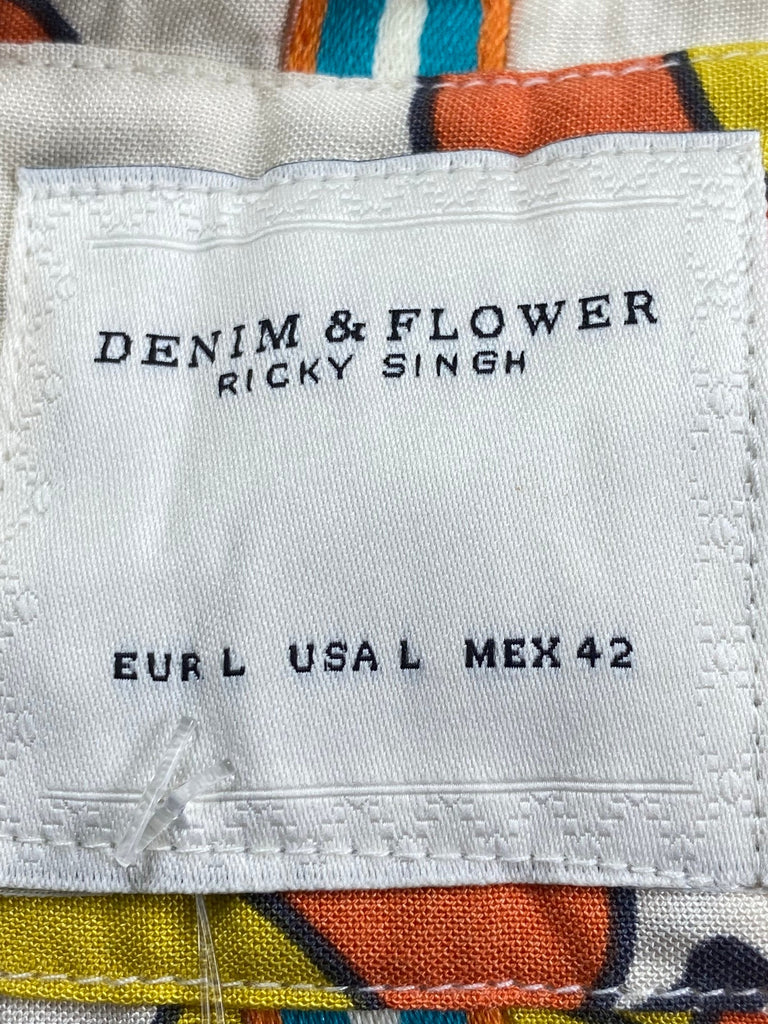 DENIM & FLOWER
RICKY SINGH
EUR L USA L MEX 42